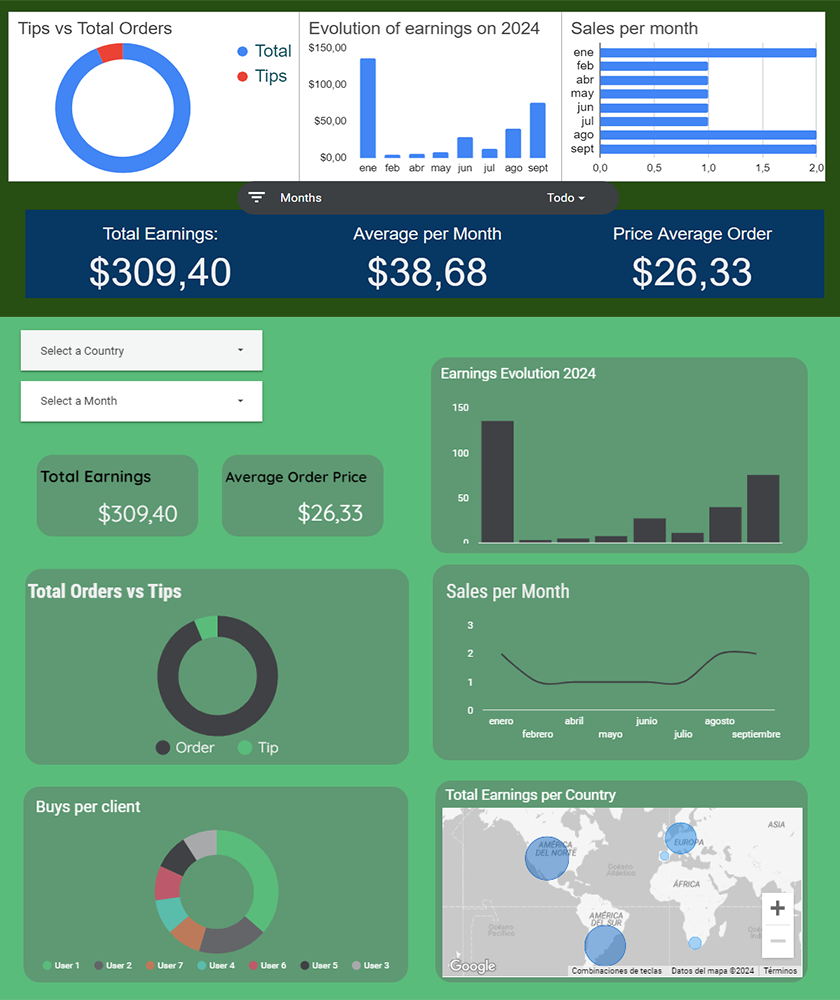 Tips vs Total Orders
Total
Tips
Evolution of earnings on 2024
$150,00
$100,00
$50,00
$0,00
ene feb abr may jun jul ago sept
Sales per month
ene
feb
abr
may
jun
jul
ago
sept
0,0 0,5 1,0 1,5 2,0
Months
Todo
Total Earnings:
$309,40
Average per Month
$38,68
Price Average Order
$26,33
Select a Country
Select a Month
Total Earnings
$309,40
Average Order Price
$26,33
Earnings Evolution 2024
150
100
50
0
Total Orders vs Tips
Order Tip
Sales per Month
3
2
1
0
enero abril junio agosto
febrero mayo julio septiembre
Buys per client
User 1 User 2 User 7 User 4 User 6 User 5 User 3
Total Earnings per Country
ASIA
AMÉRICA
DEL NORTE
EUROPA
Océano
Atlántico
ÁFRICA
AMÉRICA
DEL SUR
Océano
Pacífico
+
Google
Combinaciones de teclas Datos del mapa ©2024 Términos